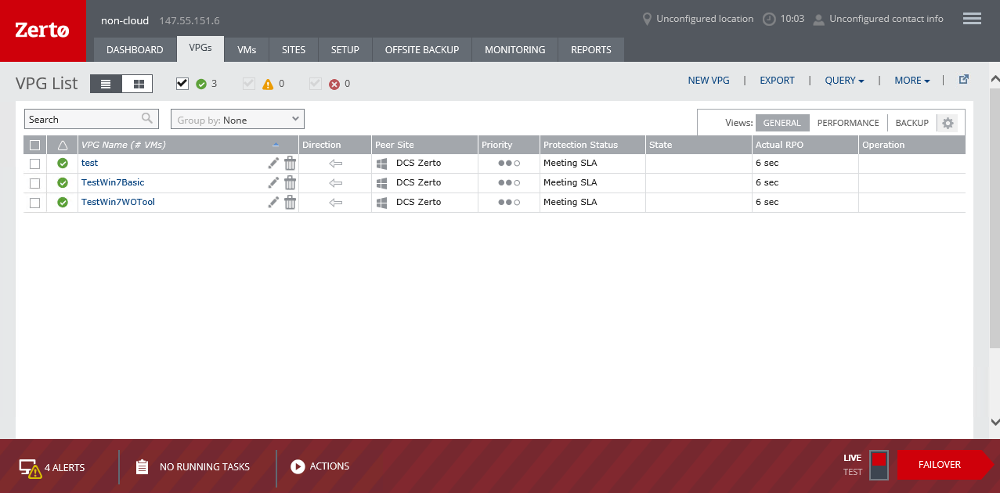 Zerto
non-cloud 147.55.151.6
Unconfigured location 10:03 Unconfigured contact info
DASHBOARD VPGs VMs SITES SETUP OFFSITE BACKUP MONITORING REPORTS
VPG List 3 0 0 NEW VPG | EXPORT | QUERY | MORE |
Search Group by: None Views: GENERAL PERFORMANCE BACKUP
VPG Name (# VMs) Direction Peer Site Priority Protection Status State Actual RPO Operation
test DCS Zerto Meeting SLA 6 sec
TestWin7Basic DCS Zerto Meeting SLA 6 sec
TestWin7WOTool DCS Zerto Meeting SLA 6 sec
4 ALERTS NO RUNNING TASKS ACTIONS LIVE FAILOVER
TEST